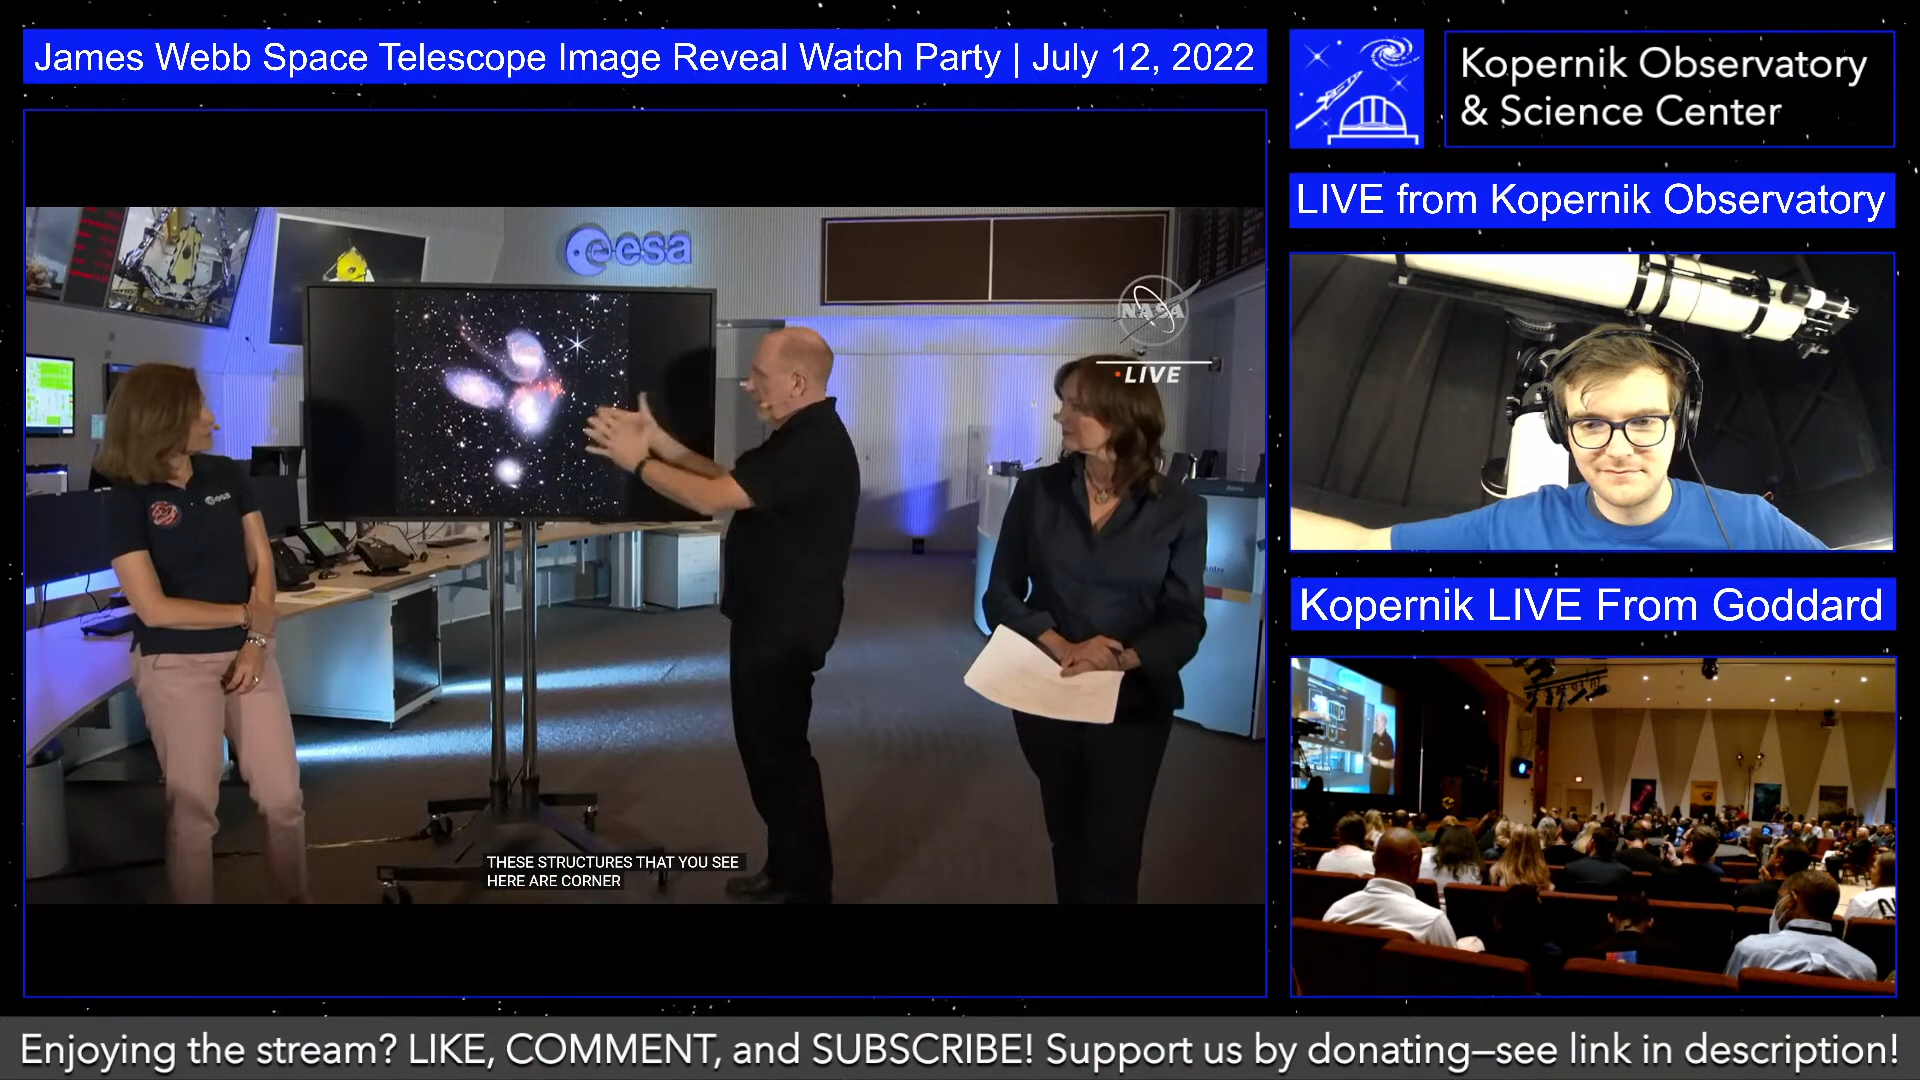 James Webb Space Telescope Image Reveal Watch Party | July 12, 2022
Kopernik Observatory
& Science Center
LIVE from Kopernik Observatory
esa
NASA
LIVE
esa
Kopernik LIVE From Goddard
THESE STRUCTURES THAT YOU SEE
HERE ARE CORNER
Enjoying the stream? LIKE, COMMENT, and SUBSCRIBE! Support us by donating—see link in description!